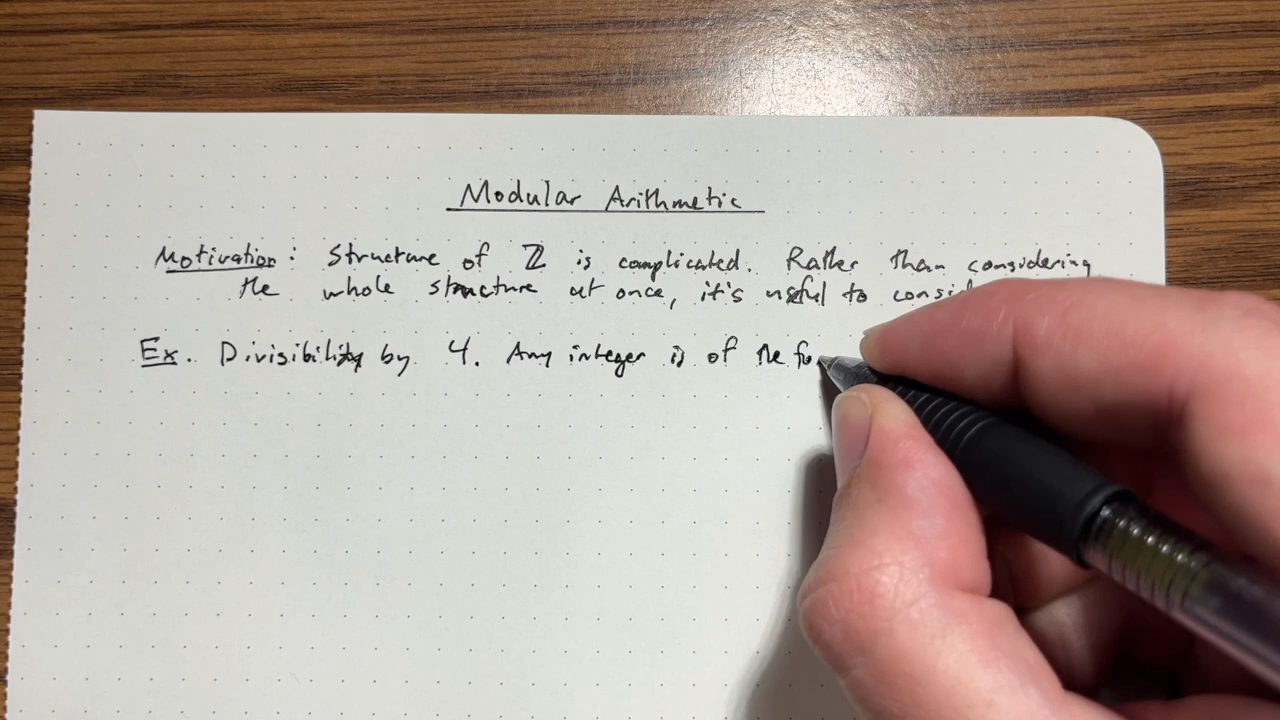 Modular Arithmetic
Motivation: Structure of ℤ is complicated. Rather than considering
the whole structure at once, it's useful to consid
Ex. Divisibility by 4. Any integer is of the fo